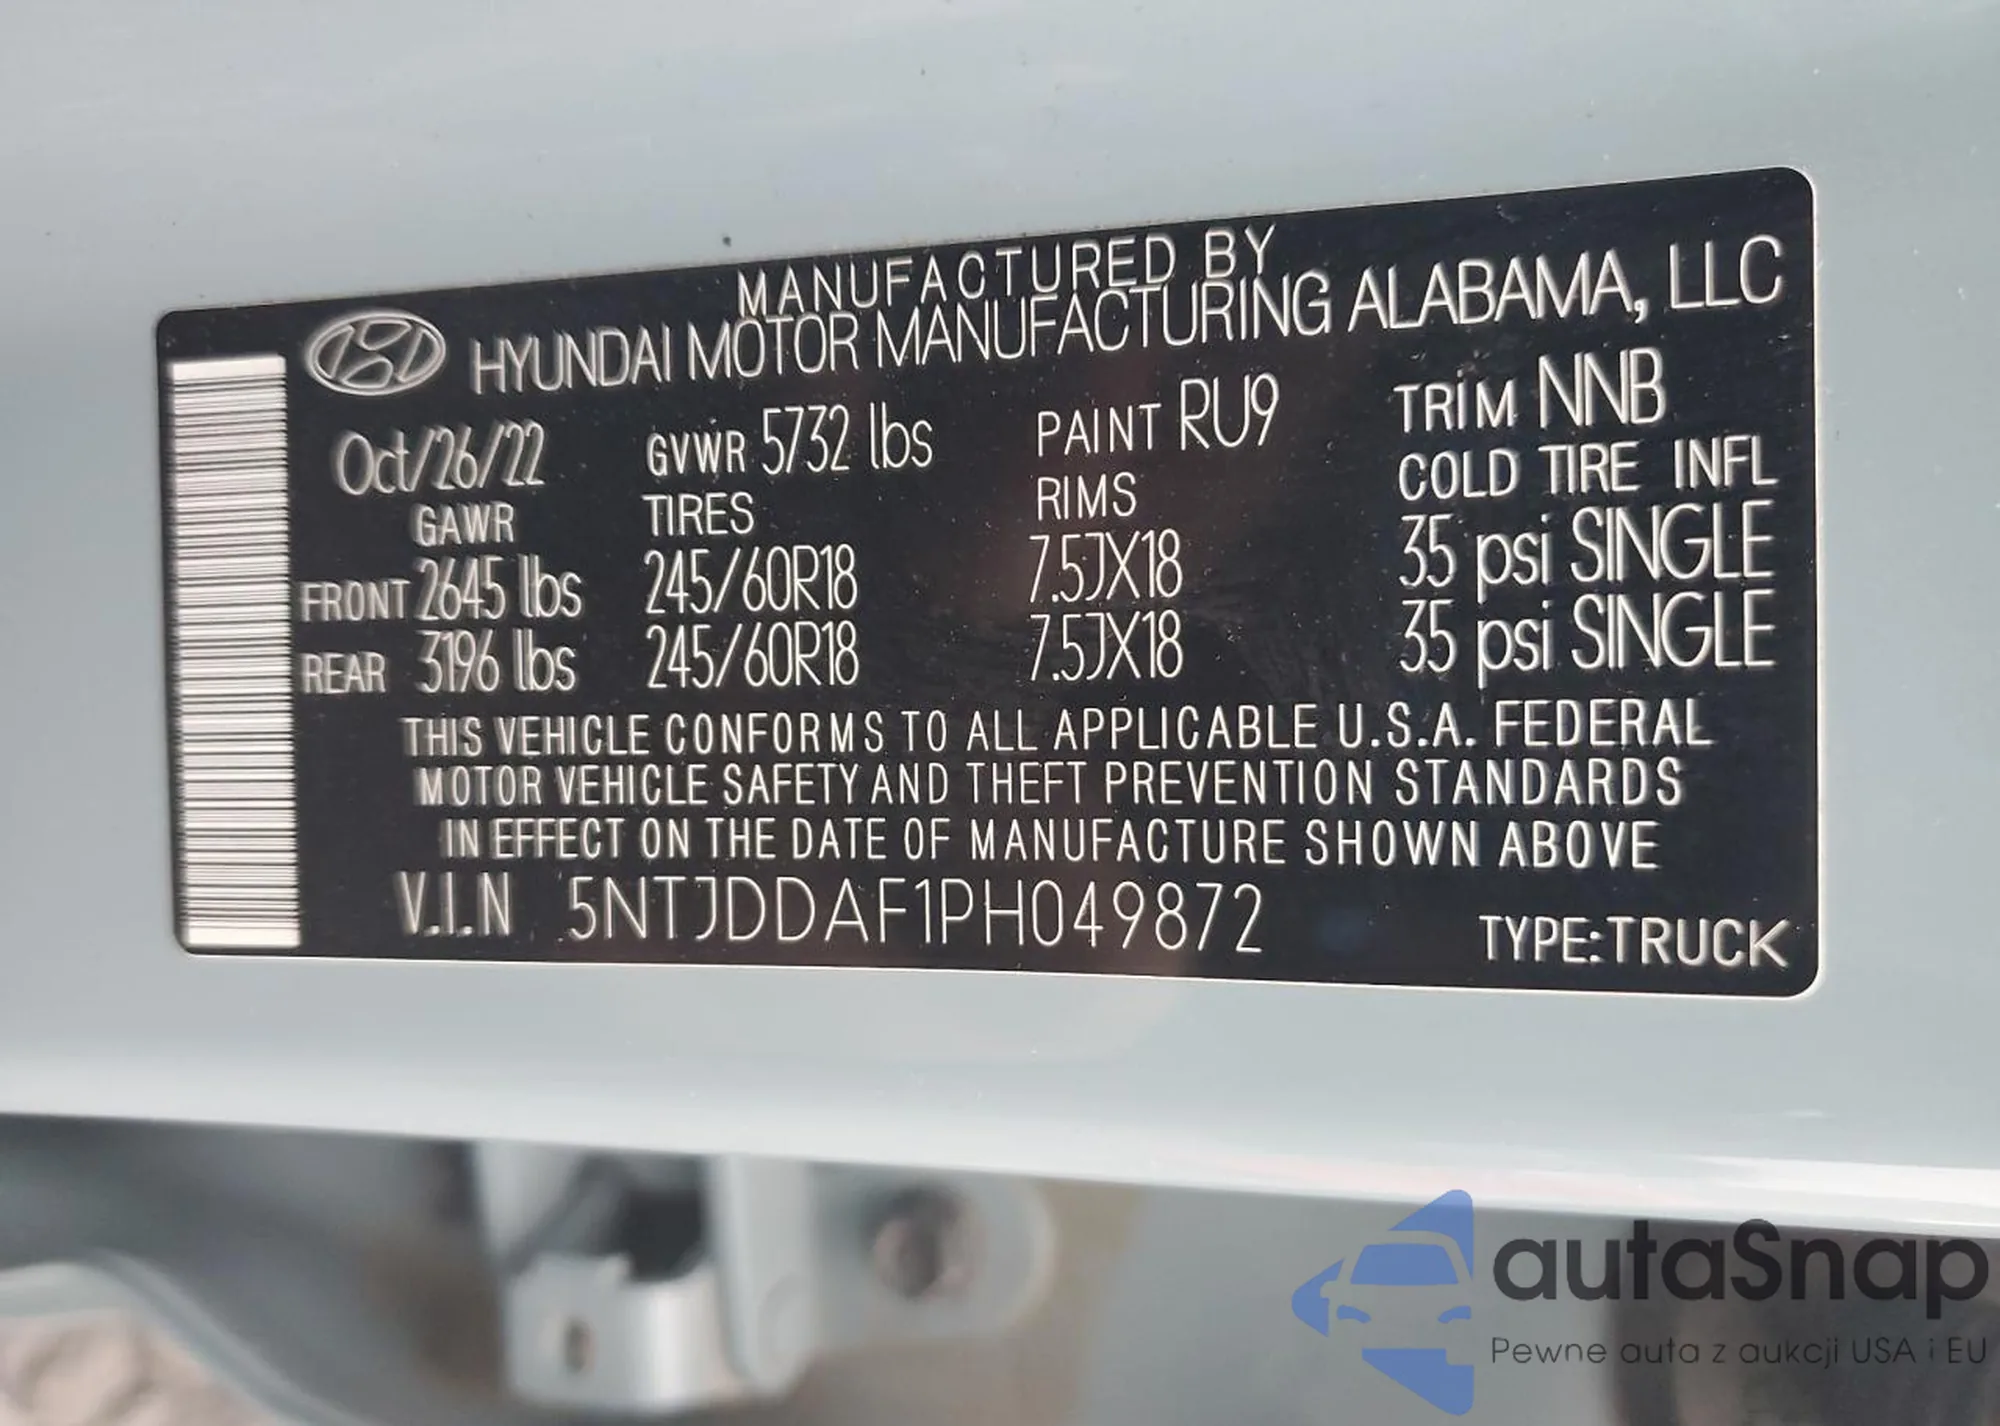 MANUFACTURED BY
HYUNDAI MOTOR MANUFACTURING ALABAMA, LLC
Oct/26/22 GVWR 5732 lbs PAINT RU9 TRIM NNB
GAWR TIRES RIMS COLD TIRE INFL
FRONT 2645 lbs 245/60R18 7.5JX18 35 psi SINGLE
REAR 3196 lbs 245/60R18 7.5JX18 35 psi SINGLE
THIS VEHICLE CONFORMS TO ALL APPLICABLE U.S.A. FEDERAL
MOTOR VEHICLE SAFETY AND THEFT PREVENTION STANDARDS
IN EFFECT ON THE DATE OF MANUFACTURE SHOWN ABOVE
V.I.N 5NTJDDAF1PH049872 TYPE:TRUCK
autaSnap
Pewne auta z aukcji USA i EU